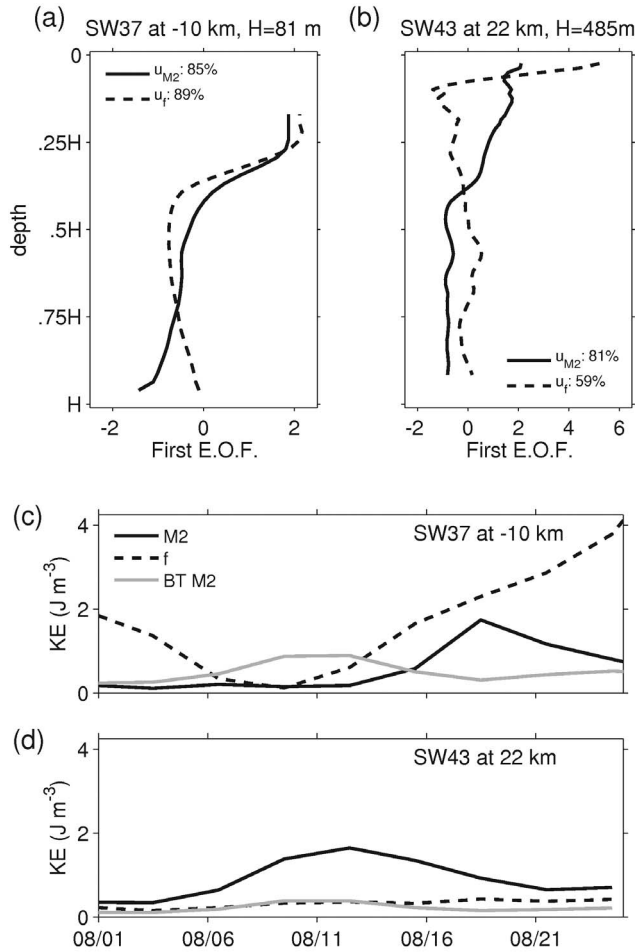 (a)
SW37 at -10 km, H=81 m
(b)
SW43 at 22 km, H=485m
0
.25H
.5H
.75H
H
depth
u_M2: 85%
u_f: 89%
u_M2: 81%
u_f: 59%
-2 0 2
First E.O.F.
-2 0 2 4 6
First E.O.F.
(c)
SW37 at -10 km
M2
f
BT M2
4
2
0
KE (J m⁻³)
(d)
SW43 at 22 km
4
2
0
KE (J m⁻³)
08/01 08/06 08/11 08/16 08/21